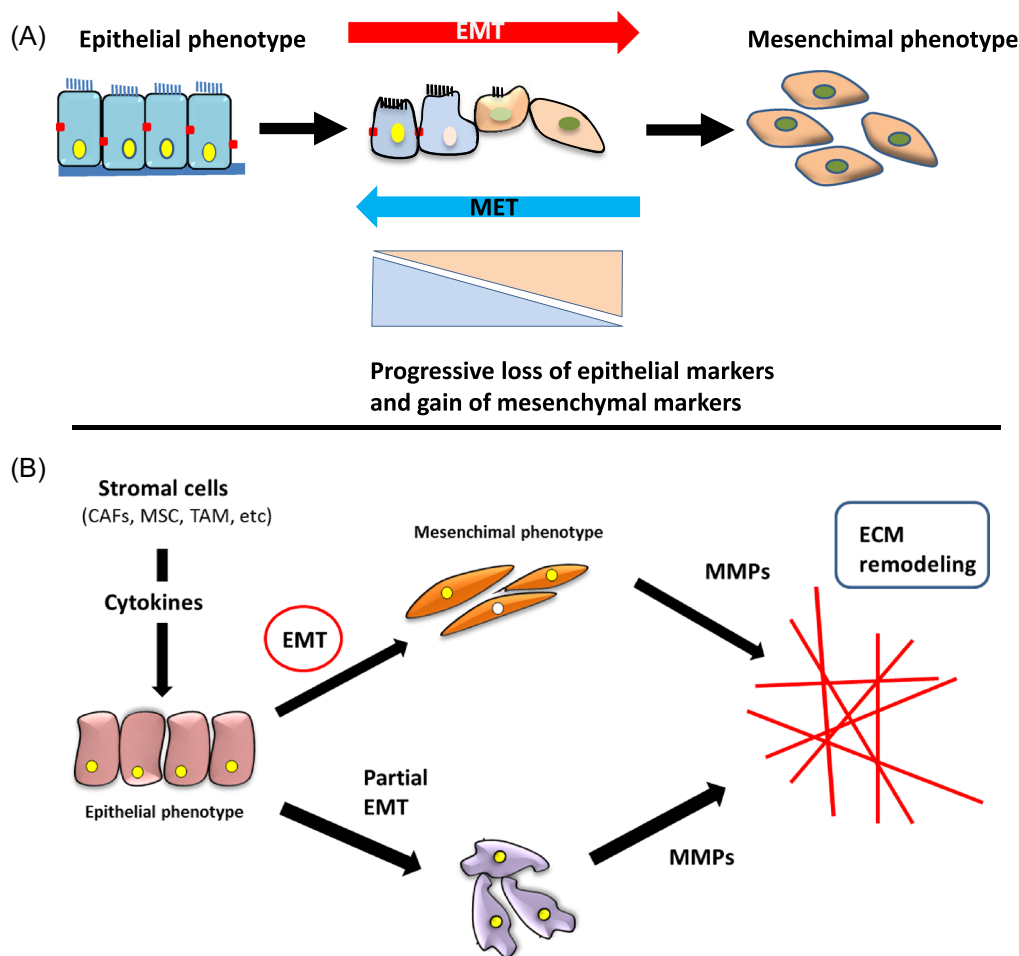 (A)
Epithelial phenotype
EMT
Mesenchimal phenotype
MET
Progressive loss of epithelial markers
and gain of mesenchymal markers
(B)
Stromal cells
(CAFs, MSC, TAM, etc)
Cytokines
EMT
Epithelial phenotype
Mesenchimal phenotype
Partial
EMT
MMPs
MMPs
ECM
remodeling